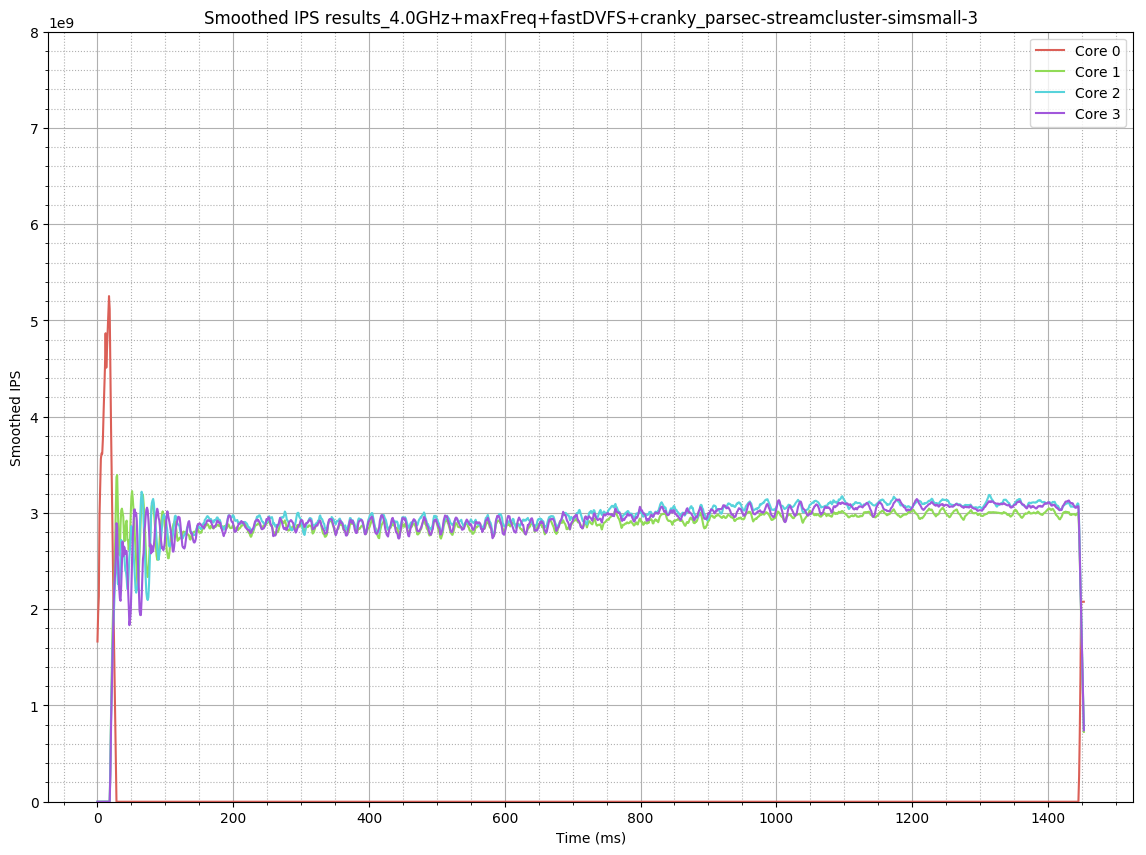 Smoothed IPS results_4.0GHz+maxFreq+fastDVFS+cranky_parsec-streamcluster-simsmall-3
1e9
8
7
6
5
4
3
2
1
0
Smoothed IPS
0 200 400 600 800 1000 1200 1400
Time (ms)
Core 0
Core 1
Core 2
Core 3